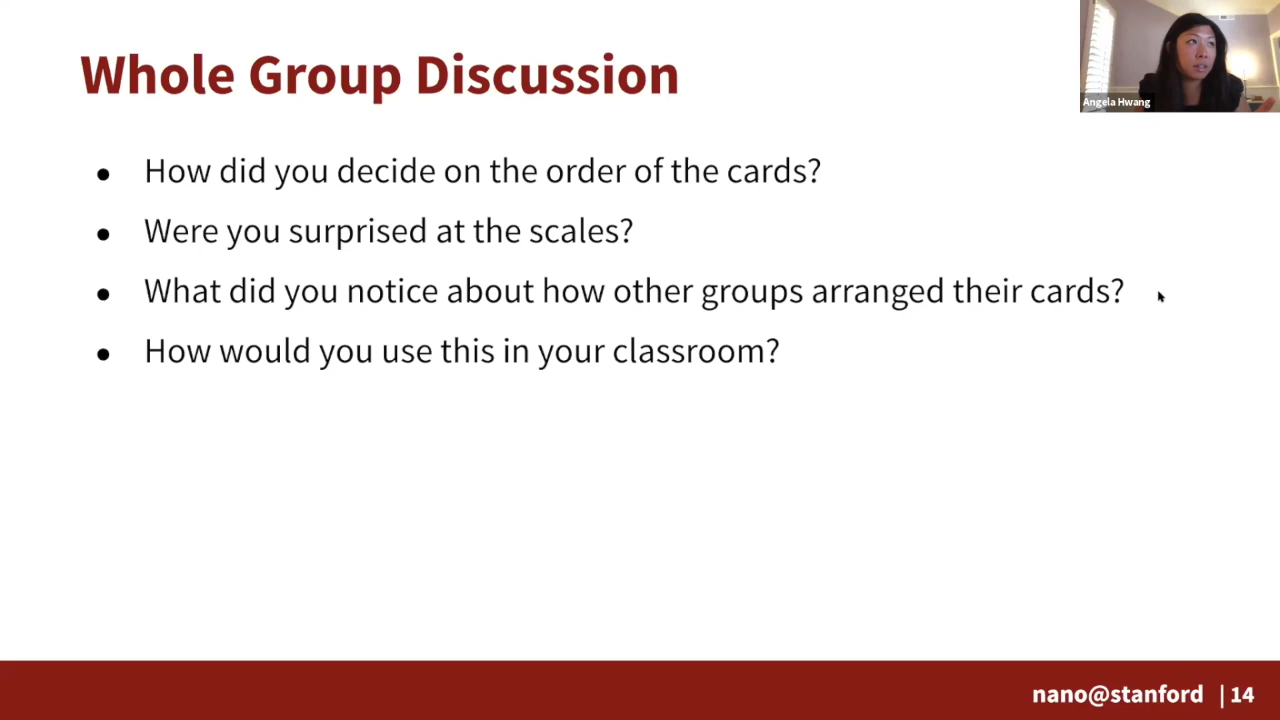 Whole Group Discussion
Angela Hwang
● How did you decide on the order of the cards?
● Were you surprised at the scales?
● What did you notice about how other groups arranged their cards?
● How would you use this in your classroom?
nano@stanford | 14